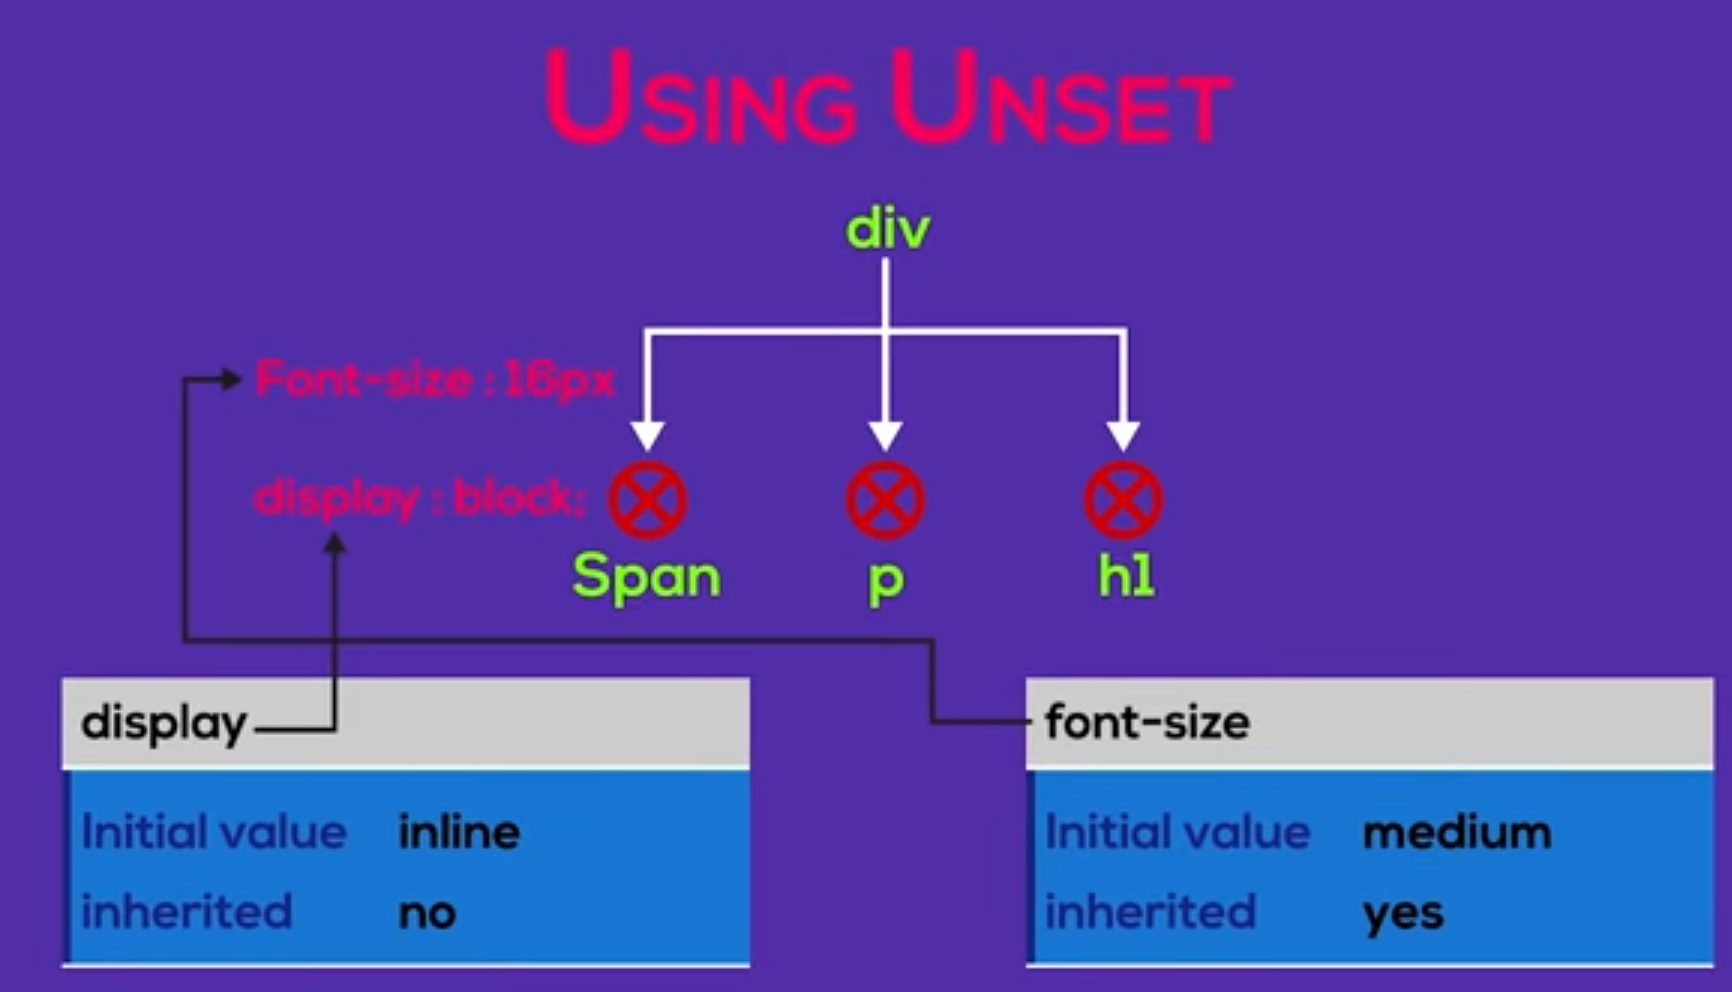 Using Unset
div
Font-size : 16px
display : block;
Span p h1
display
Initial value inline
inherited no
font-size
Initial value medium
inherited yes